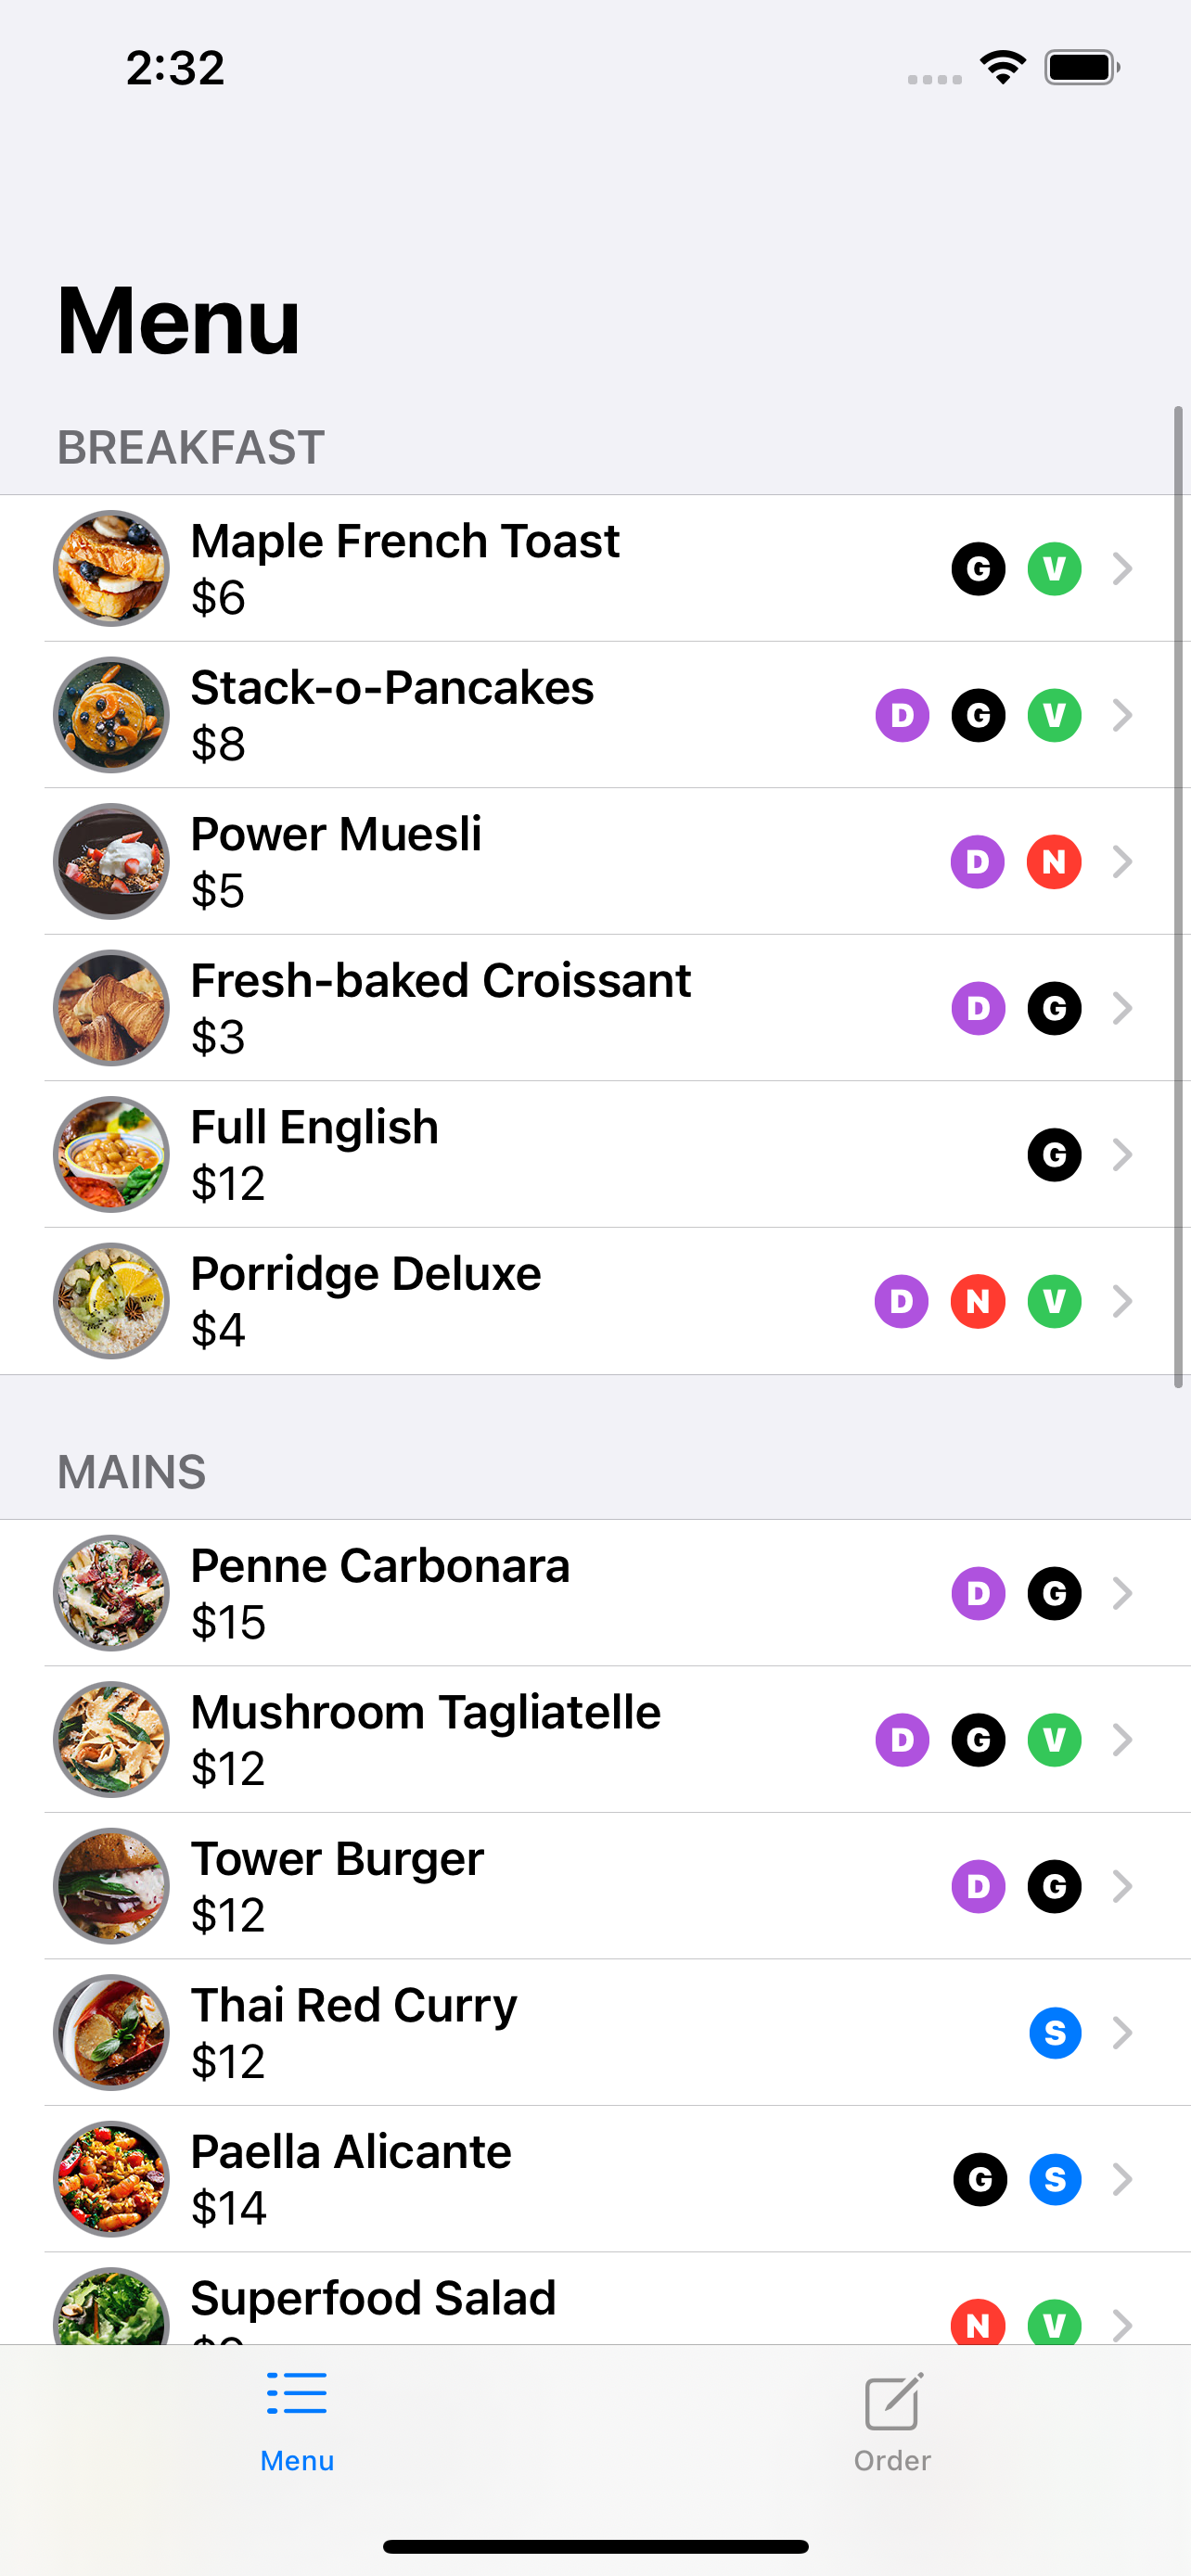 2:32
Menu
BREAKFAST
Maple French Toast
$6
G V
Stack-o-Pancakes
$8
D G V
Power Muesli
$5
D N
Fresh-baked Croissant
$3
D G
Full English
$12
G
Porridge Deluxe
$4
D N V
MAINS
Penne Carbonara
$15
D G
Mushroom Tagliatelle
$12
D G V
Tower Burger
$12
D G
Thai Red Curry
$12
S
Paella Alicante
$14
G S
Superfood Salad
N V
Menu
Order